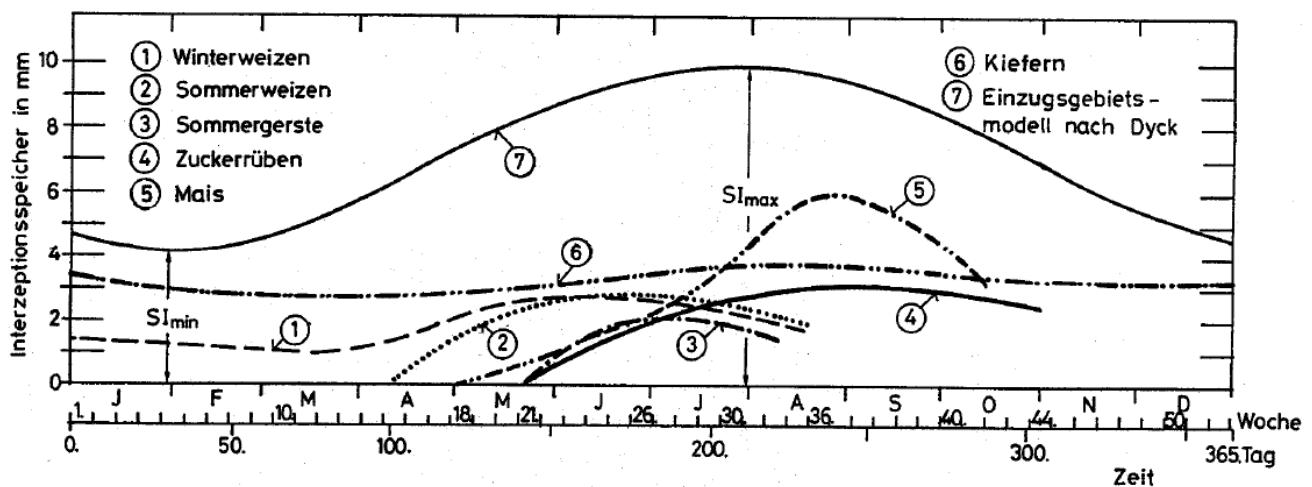 Interzeptionsspeicher in mm
10
8
6
4
2
0
① Winterweizen
② Sommerweizen
③ Sommergerste
④ Zuckerrüben
⑤ Mais
⑥ Kiefern
⑦ Einzugsgebiets-
modell nach Dyck
⑦
SImax
⑤
⑥
SImin
①
②
③
④
J F M A M J J A S O N D
1. 10. 18. 21. 26. 30. 36. 40. 44. 50. Woche
0. 50. 100. 200. 300. 365. Tag
Zeit